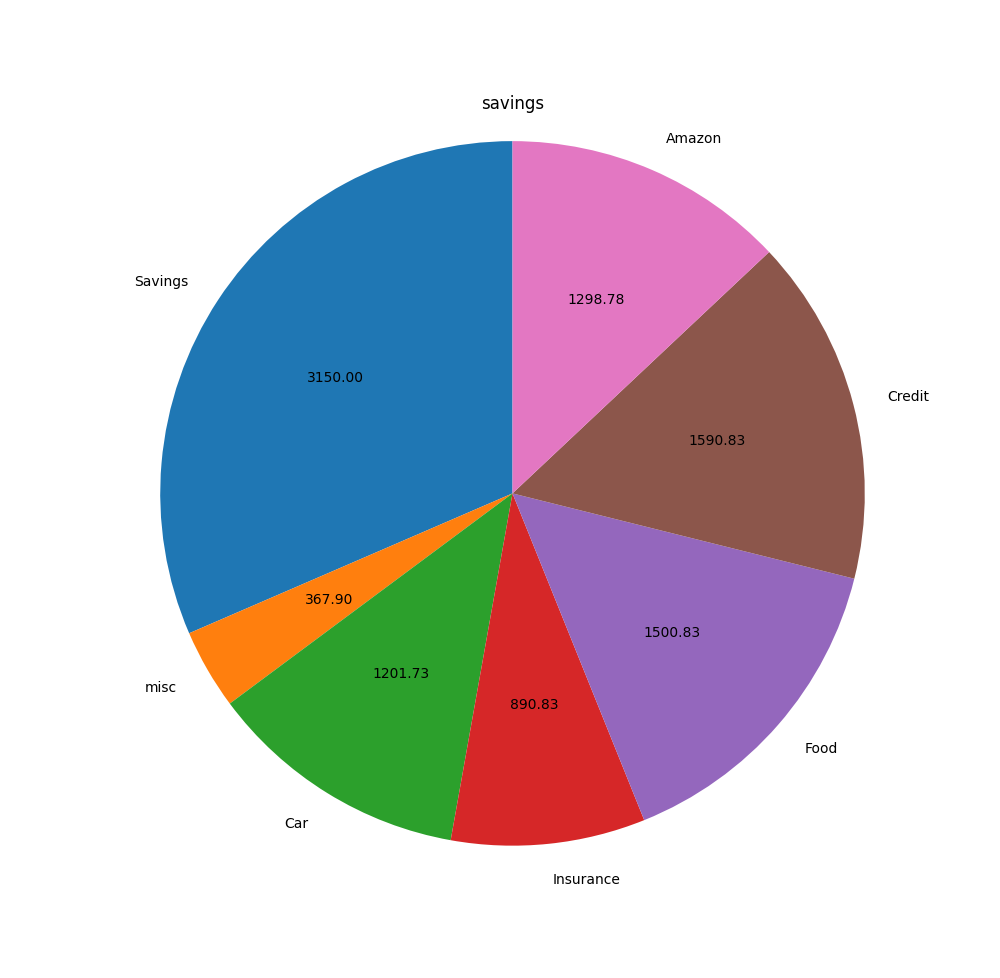 savings
Amazon
Savings
1298.78
3150.00
Credit
1590.83
367.90
1500.83
1201.73
misc
890.83
Food
Car
Insurance